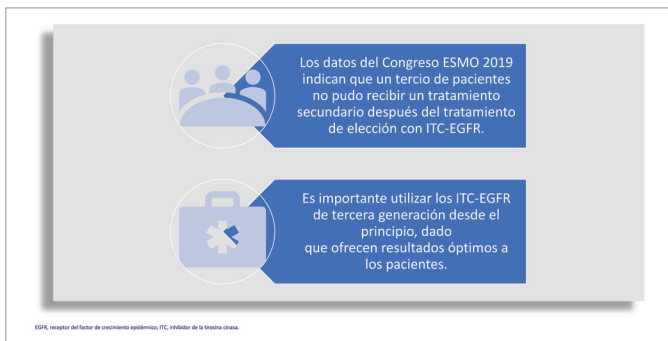 Los datos del Congreso ESMO 2019
indican que un tercio de pacientes
no pudo recibir un tratamiento
secundario después del tratamiento
de elección con ITC-EGFR.
Es importante utilizar los ITC-EGFR
de tercera generación desde el
principio, dado
que ofrecen resultados óptimos a
los pacientes.
EGFR, receptor del factor de crecimiento epidérmico; ITC, inhibidor de la tirosina cinasa.